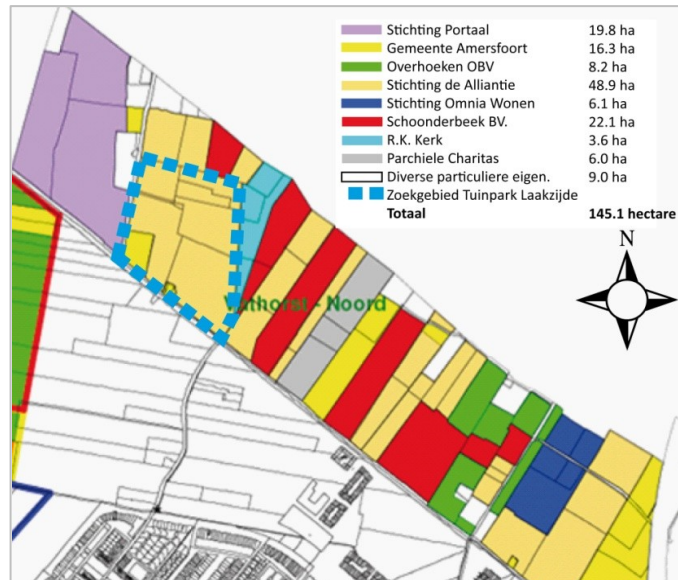 Stichting Portaal 19.8 ha
Gemeente Amersfoort 16.3 ha
Overhoeken OBV 8.2 ha
Stichting de Alliantie 48.9 ha
Stichting Omnia Wonen 6.1 ha
Schoonderbeek BV. 22.1 ha
R.K. Kerk 3.6 ha
Parchiele Charitas 6.0 ha
Diverse particuliere eigen. 9.0 ha
Zoekgebied Tuinpark Laakzijde
Totaal 145.1 hectare
N
Vathorst - Noord